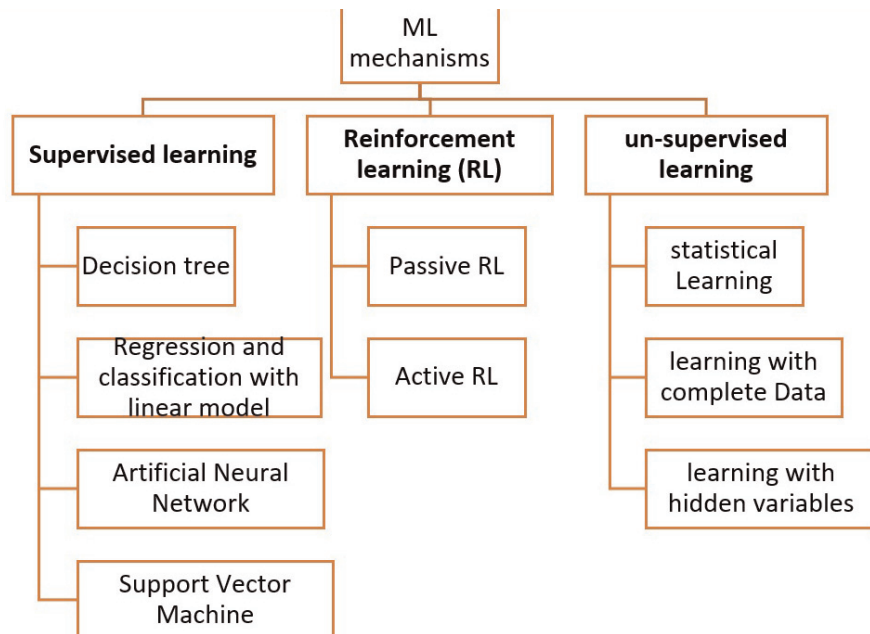 ML
mechanisms
Supervised learning
Decision tree
Regression and
classification with
linear model
Artificial Neural
Network
Support Vector
Machine
Reinforcement
learning (RL)
Passive RL
Active RL
un-supervised
learning
statistical
Learning
learning with
complete Data
learning with
hidden variables